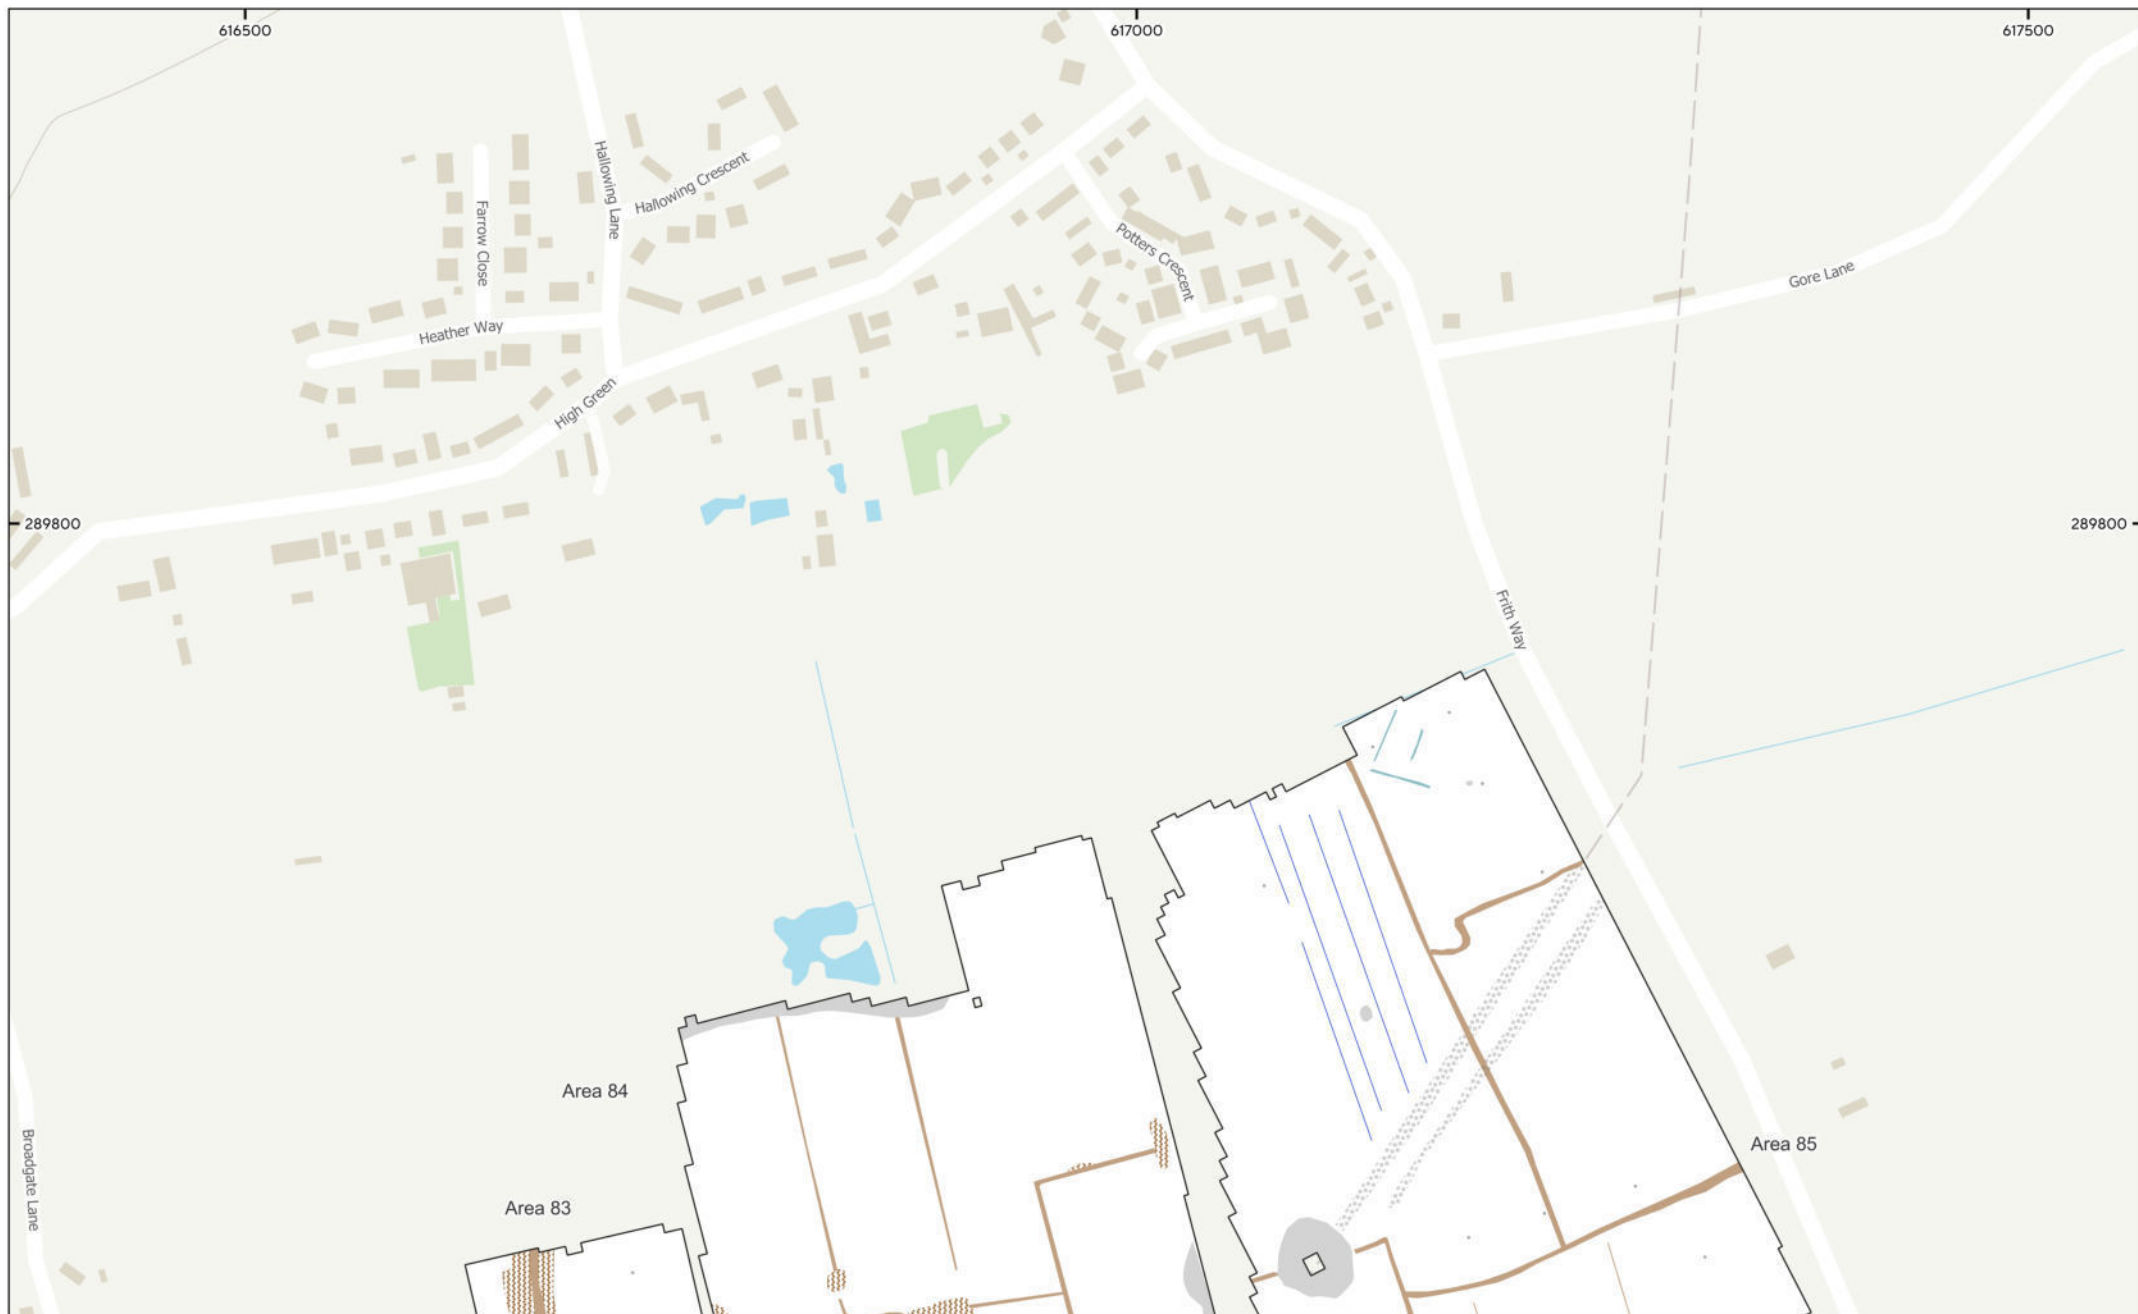 616500
617000
617500
Hallowing Lane
Hallowing Crescent
Farrow Close
Potters Crescent
Gore Lane
Heather Way
High Green
289800
289800
Frith Way
Area 84
Broadgate Lane
Area 85
Area 83